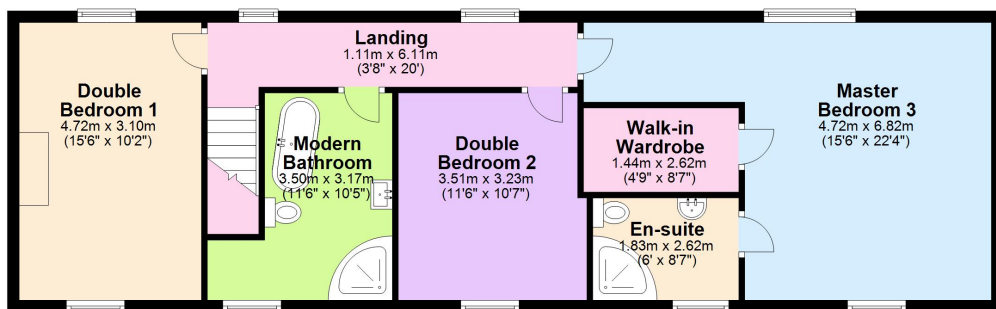 Landing
1.11m x 6.11m
(3'8" x 20')
Double
Bedroom 1
4.72m x 3.10m
(15'6" x 10'2")
Modern
Bathroom
3.50m x 3.17m
(11'6" x 10'5")
Double
Bedroom 2
3.51m x 3.23m
(11'6" x 10'7")
Walk-in
Wardrobe
1.44m x 2.62m
(4'9" x 8'7")
En-suite
1.83m x 2.62m
(6' x 8'7")
Master
Bedroom 3
4.72m x 6.82m
(15'6" x 22'4")